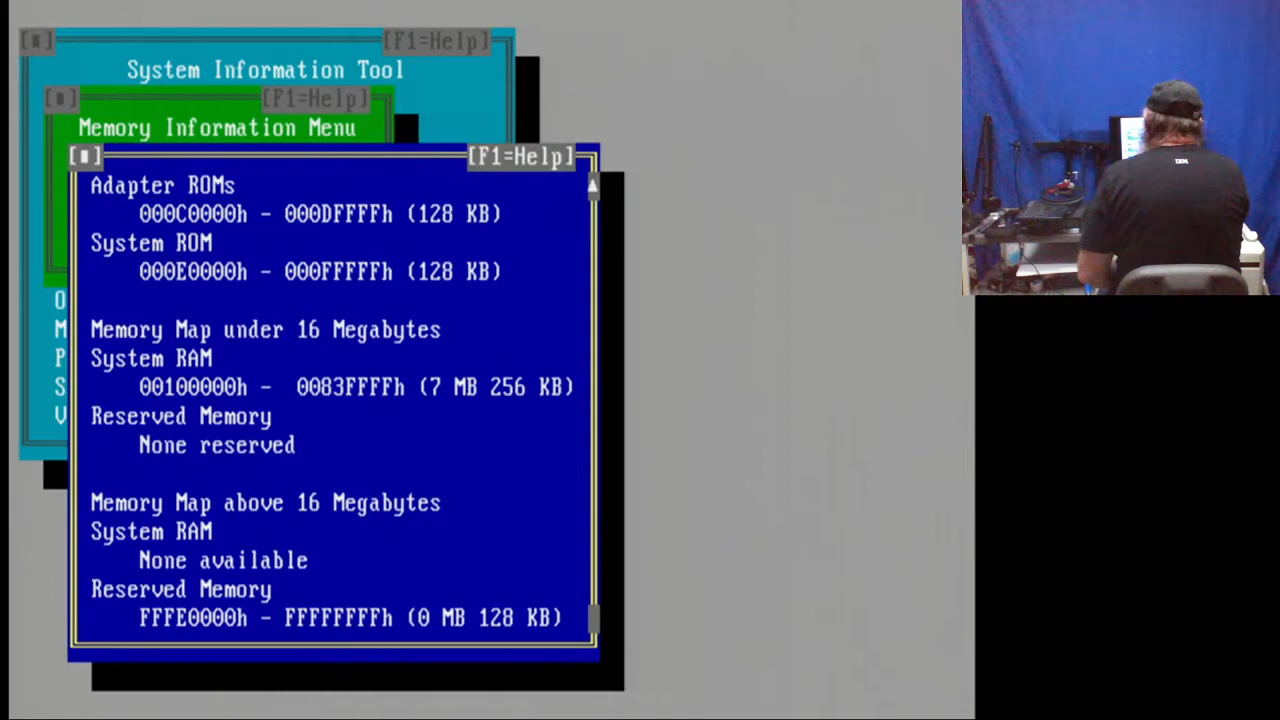 [■] [F1=Help]
System Information Tool
[■] [F1=Help]
Memory Information Menu
[■] [F1=Help]
Adapter ROMs
000C0000h - 000DFFFFh (128 KB)
System ROM
000E0000h - 000FFFFFh (128 KB)
O
Memory Map under 16 Megabytes
M
System RAM
P
00100000h - 0083FFFFh (7 MB 256 KB)
S
Reserved Memory
V
None reserved
Memory Map above 16 Megabytes
System RAM
None available
Reserved Memory
FFFE0000h - FFFFFFFFh (0 MB 128 KB)
IBM